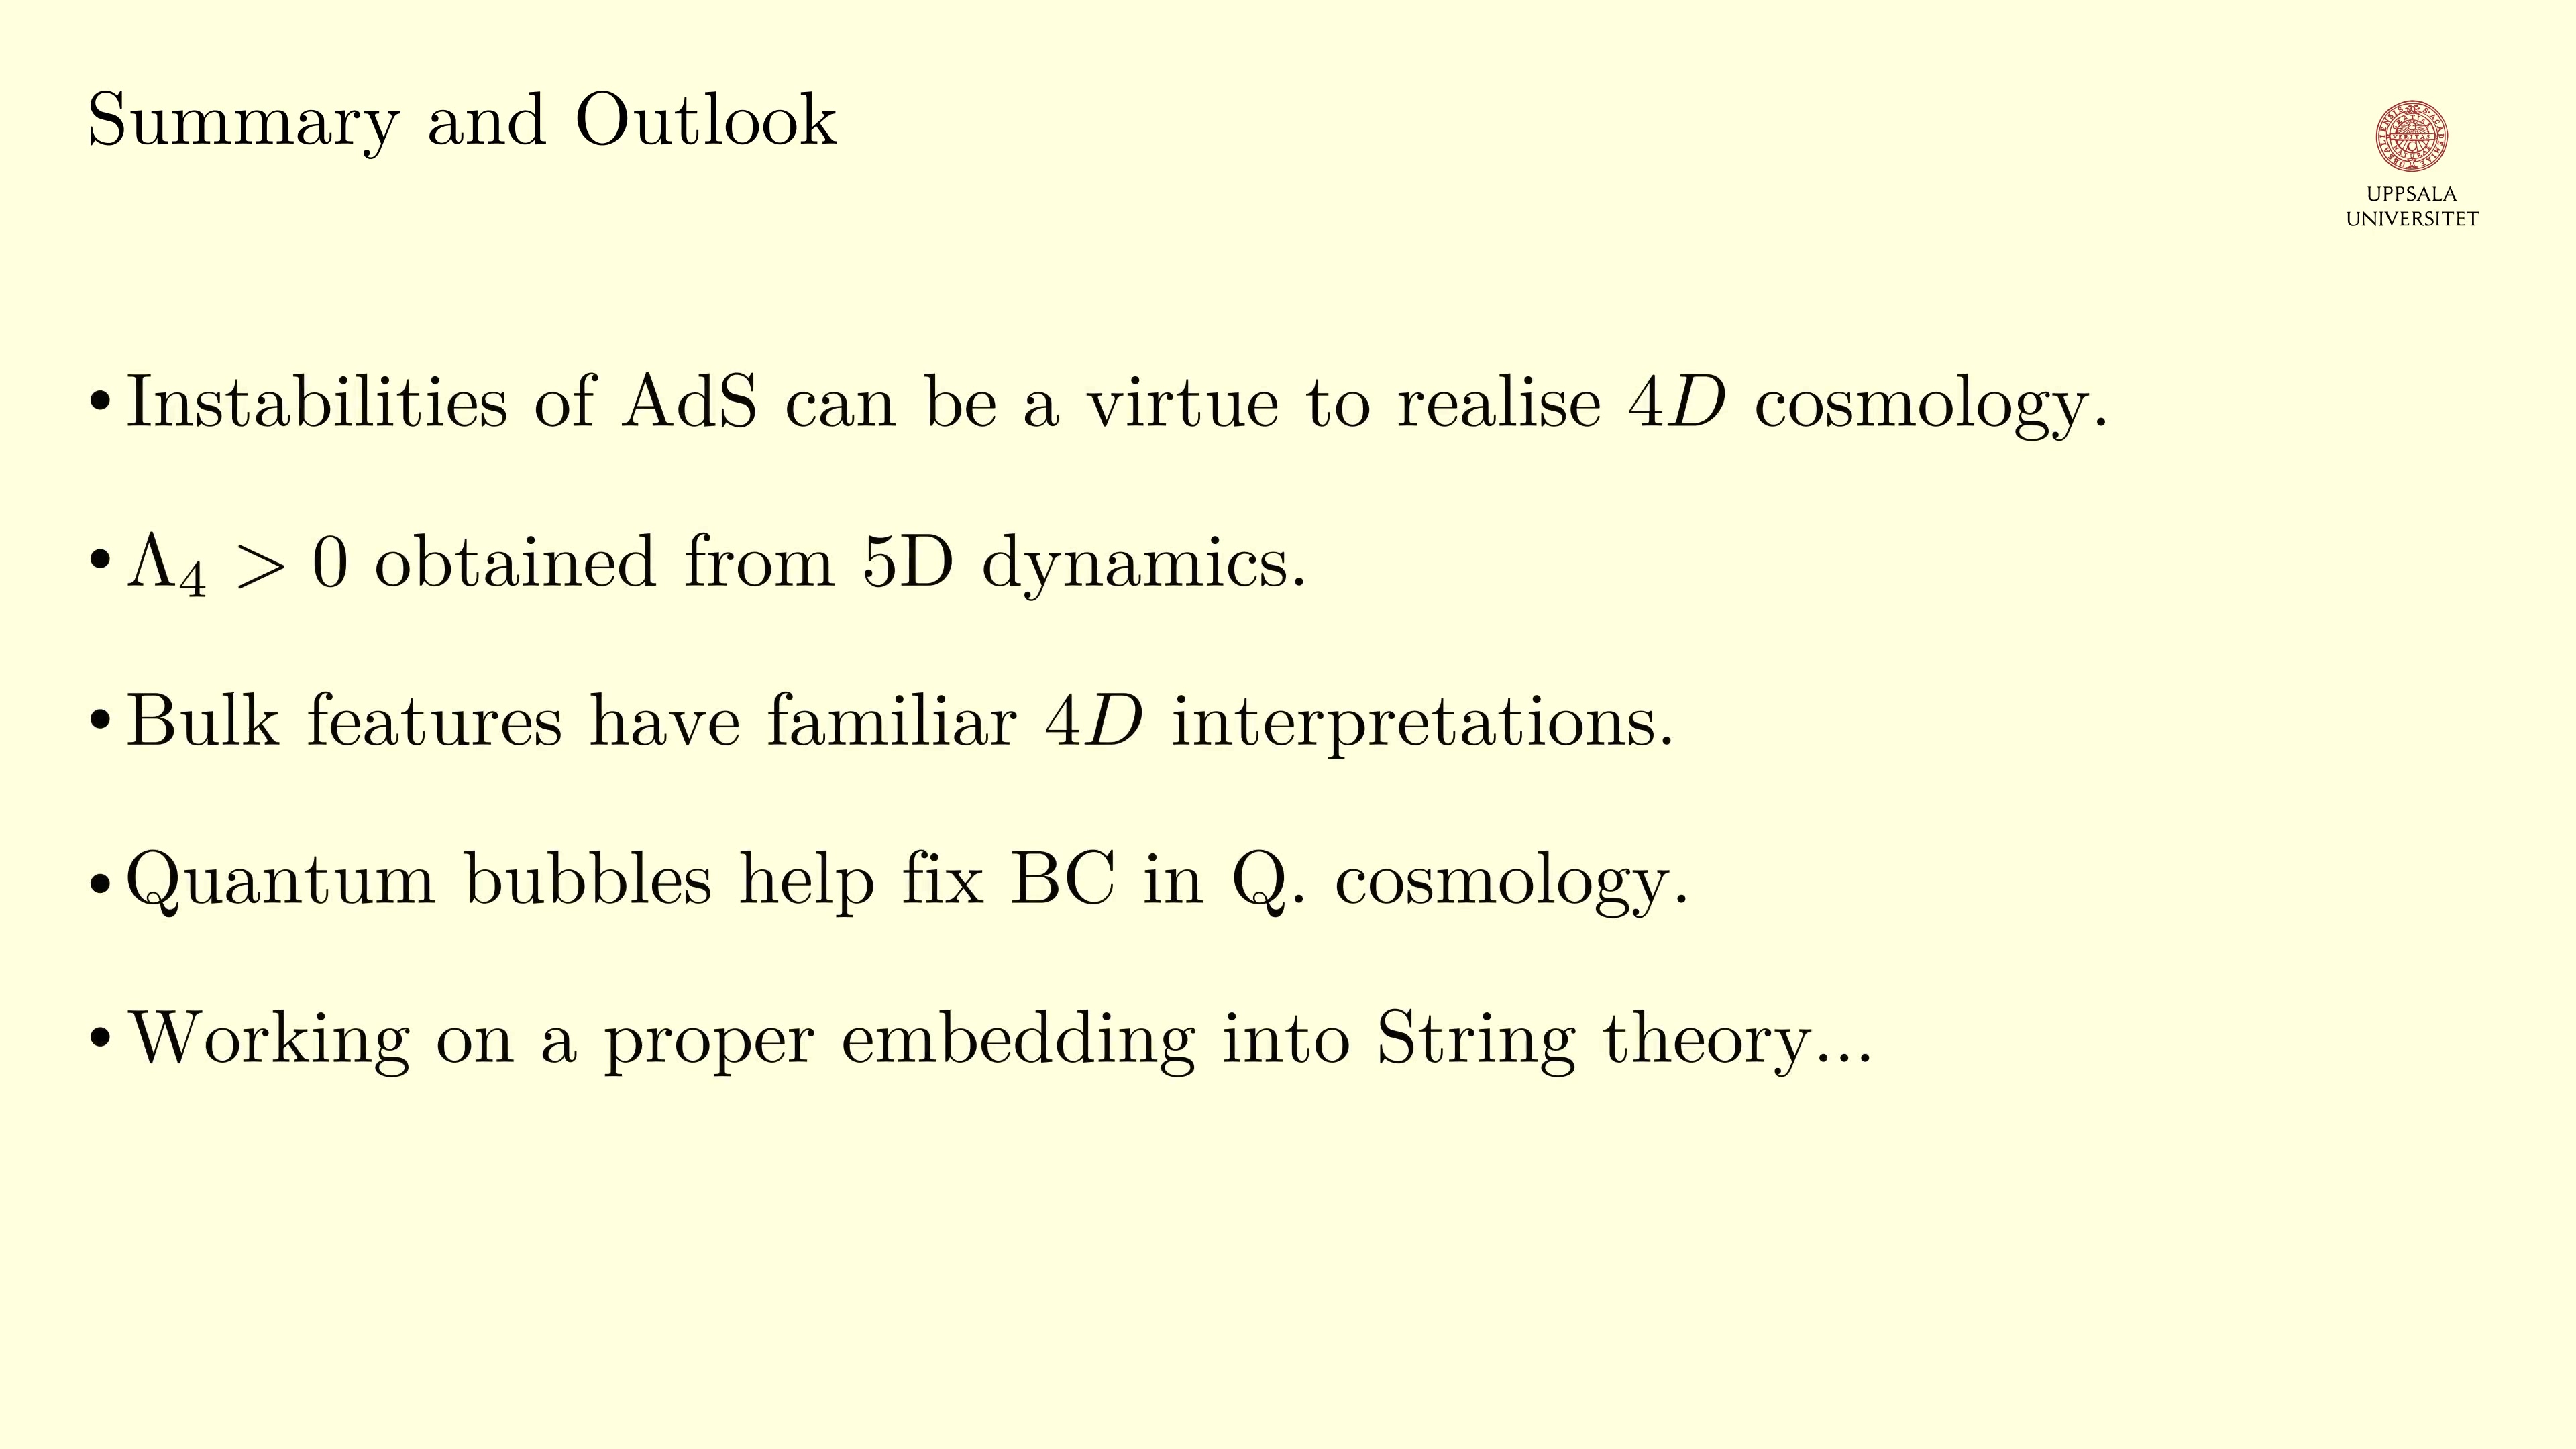 Summary and Outlook
UPPSALA
UNIVERSITET
• Instabilities of AdS can be a virtue to realise 4D cosmology.
• Λ₄ > 0 obtained from 5D dynamics.
• Bulk features have familiar 4D interpretations.
• Quantum bubbles help fix BC in Q. cosmology.
• Working on a proper embedding into String theory...